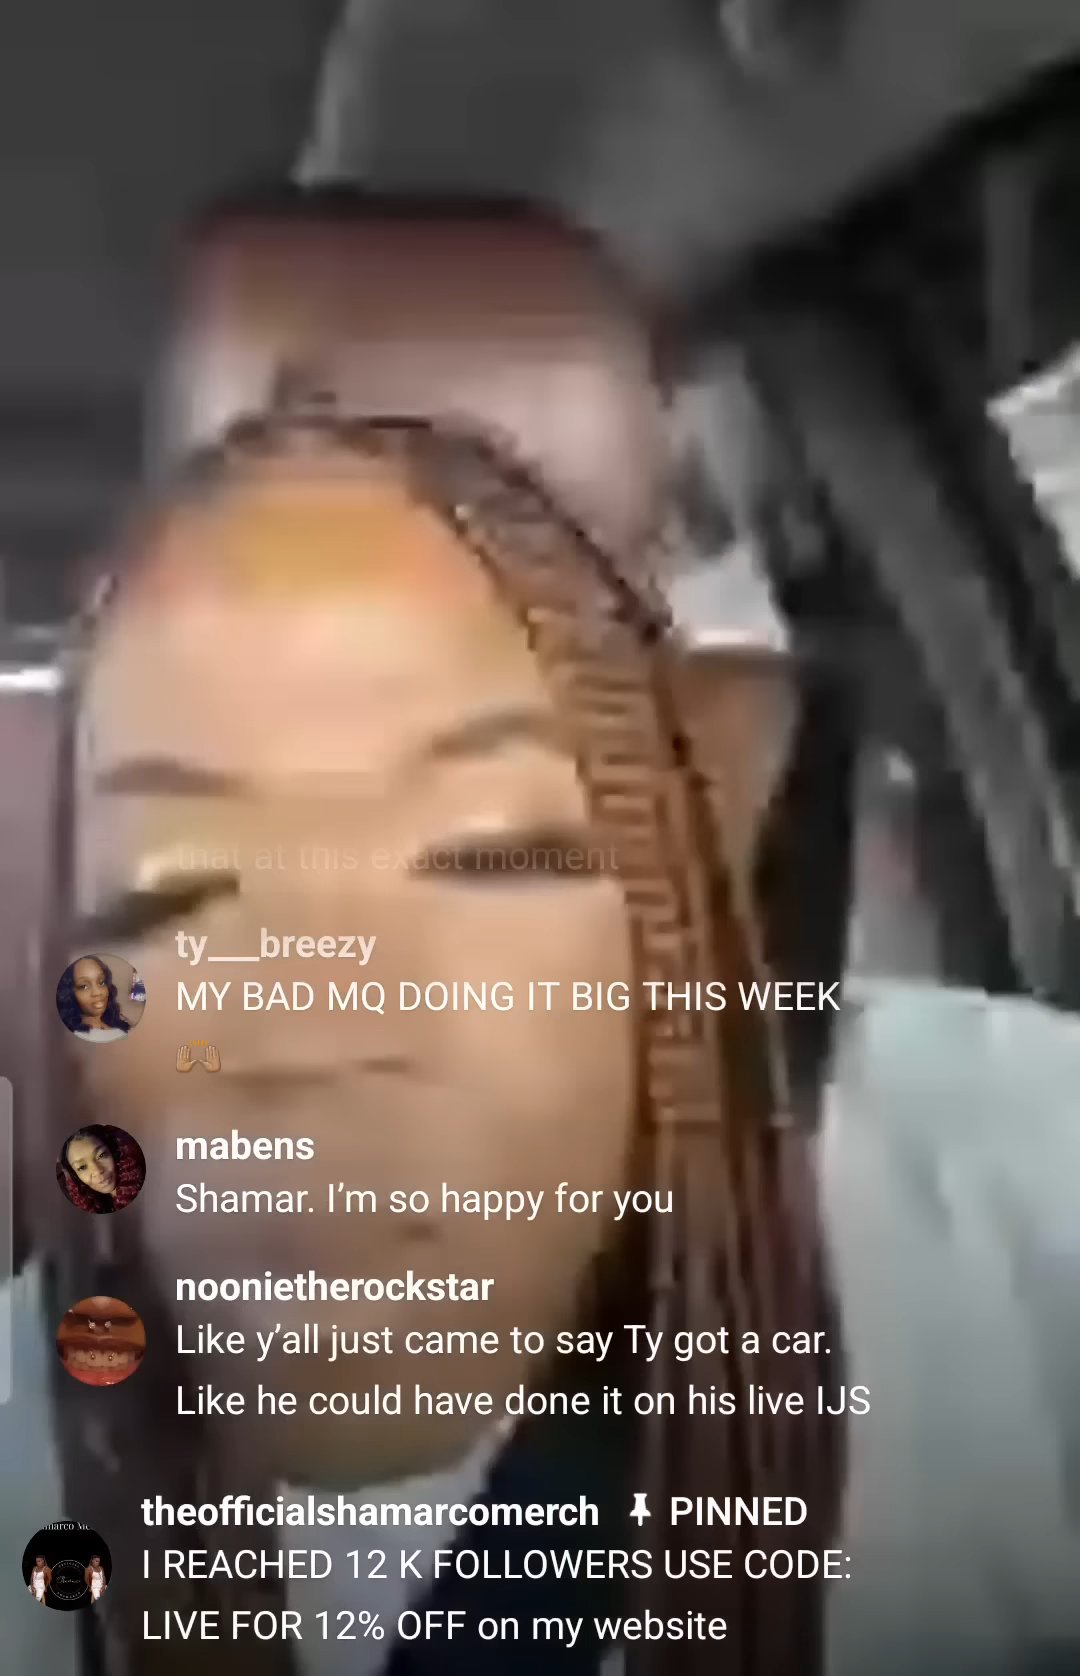 that at this exact moment
ty___breezy
MY BAD MQ DOING IT BIG THIS WEEK
🙌🏽
mabens
Shamar. I’m so happy for you
noonietherockstar
Like y’all just came to say Ty got a car.
Like he could have done it on his live IJS
theofficialshamarcomerch 📌 PINNED
I REACHED 12 K FOLLOWERS USE CODE:
LIVE FOR 12% OFF on my website